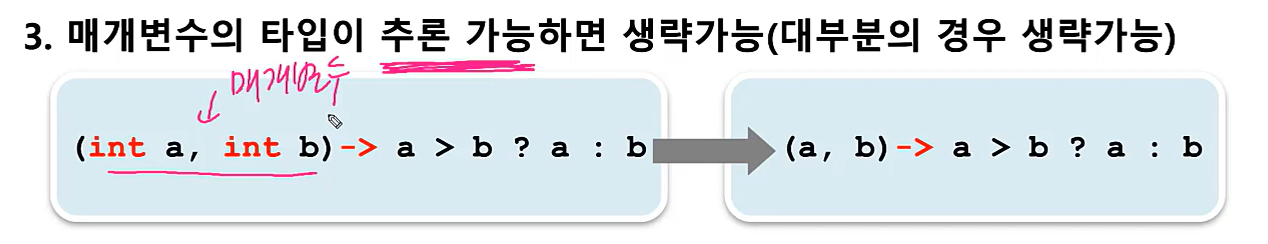 3. 매개변수의 타입이 추론 가능하면 생략가능(대부분의 경우 생략가능)
매개변수
(int a, int b)-> a > b ? a : b
(a, b)-> a > b ? a : b